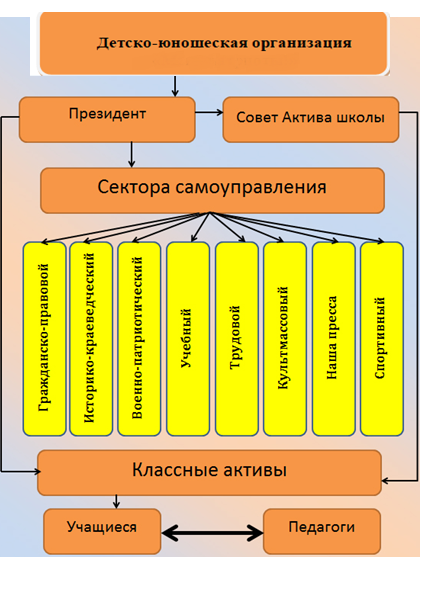 Детско-юношеская организация
Президент
Совет Актива школы
Сектора самоуправления
Гражданско-правовой
Историко-краеведческий
Военно-патриотический
Учебный
Трудовой
Культмассовый
Наша пресса
Спортивный
Классные активы
Учащиеся
Педагоги